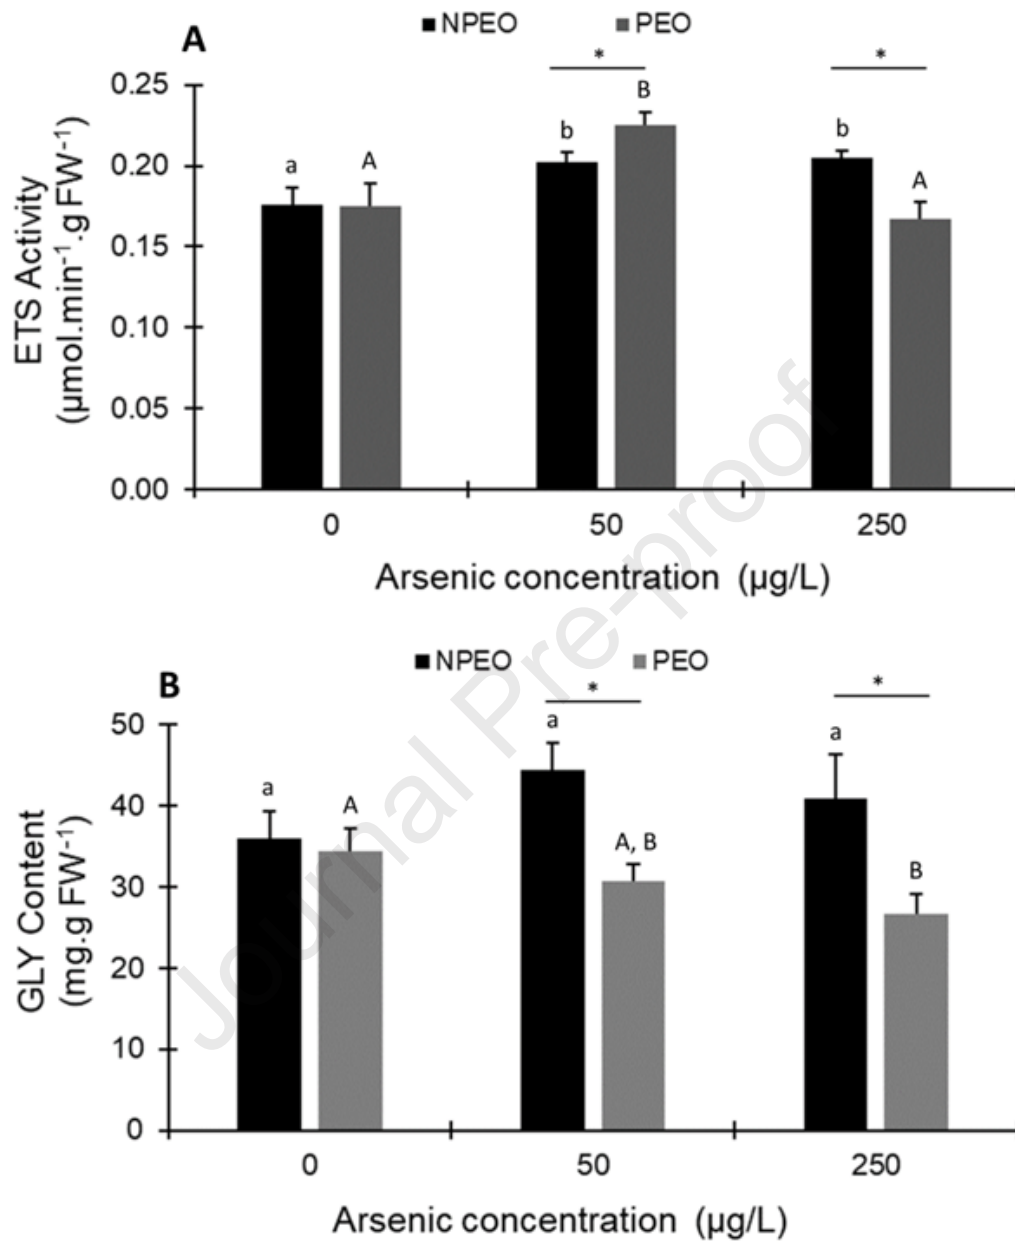 A
■NPEO ■PEO
* *
0.25
0.20
0.15
0.10
0.05
0.00
a A b B b A
ETS Activity
(µmol.min⁻¹.g FW⁻¹)
0 50 250
Arsenic concentration (µg/L)
■NPEO ■PEO
B
* *
50
40
30
20
10
0
a A a A, B a B
GLY Content
(mg.g FW⁻¹)
0 50 250
Arsenic concentration (µg/L)
Journal Pre-proof